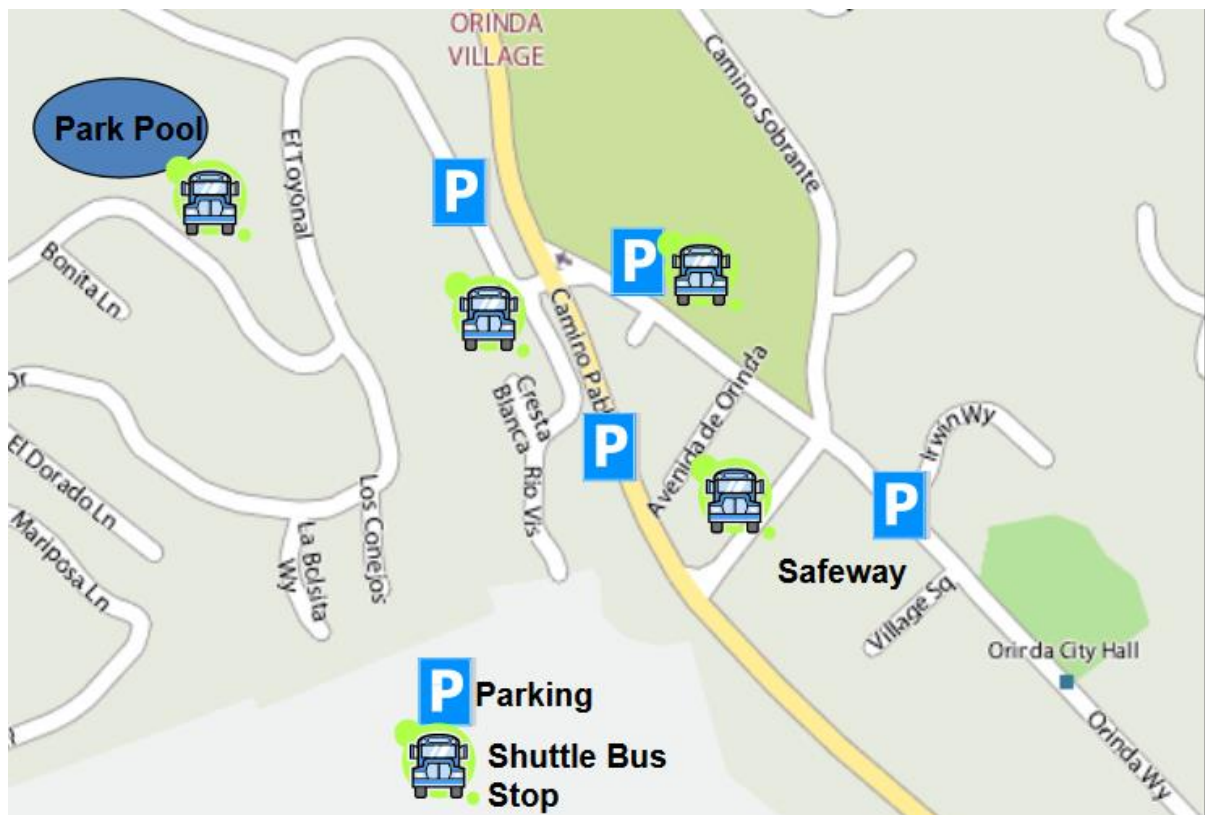 ORINDA
VILLAGE
Camino Sobrante
Park Pool
El Toyonal
P
P
Bonita Ln
Camino Pabl
Cresta
Blanca
Rio Vis
Avenida de Orinda
P
Irwin Wy
P
El Dorado Ln
Mariposa Ln
La Bolsita
Wy
Los Conejos
Safeway
Village Sq
Orinda City Hall
Orinda Wy
P Parking
Shuttle Bus
Stop